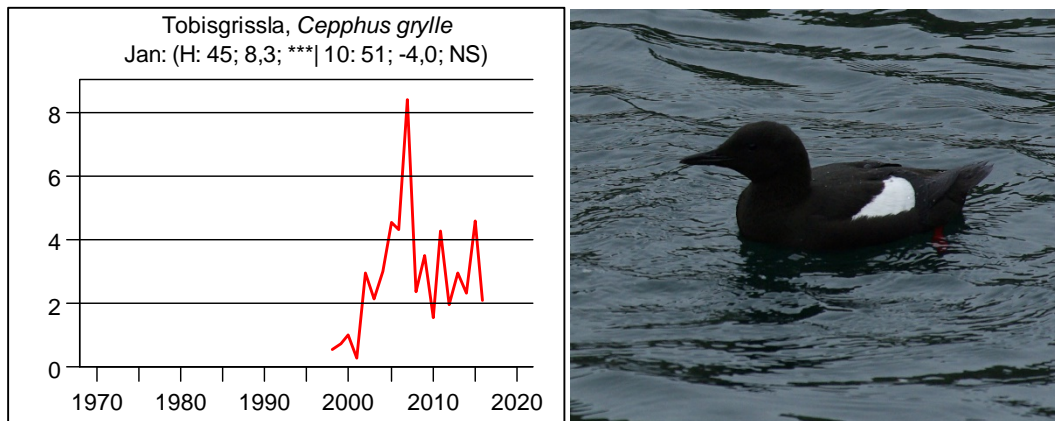 Tobisgrissla, Cepphus grylle
Jan: (H: 45; 8,3; ***| 10: 51; -4,0; NS)
8
6
4
2
0
1970 1980 1990 2000 2010 2020